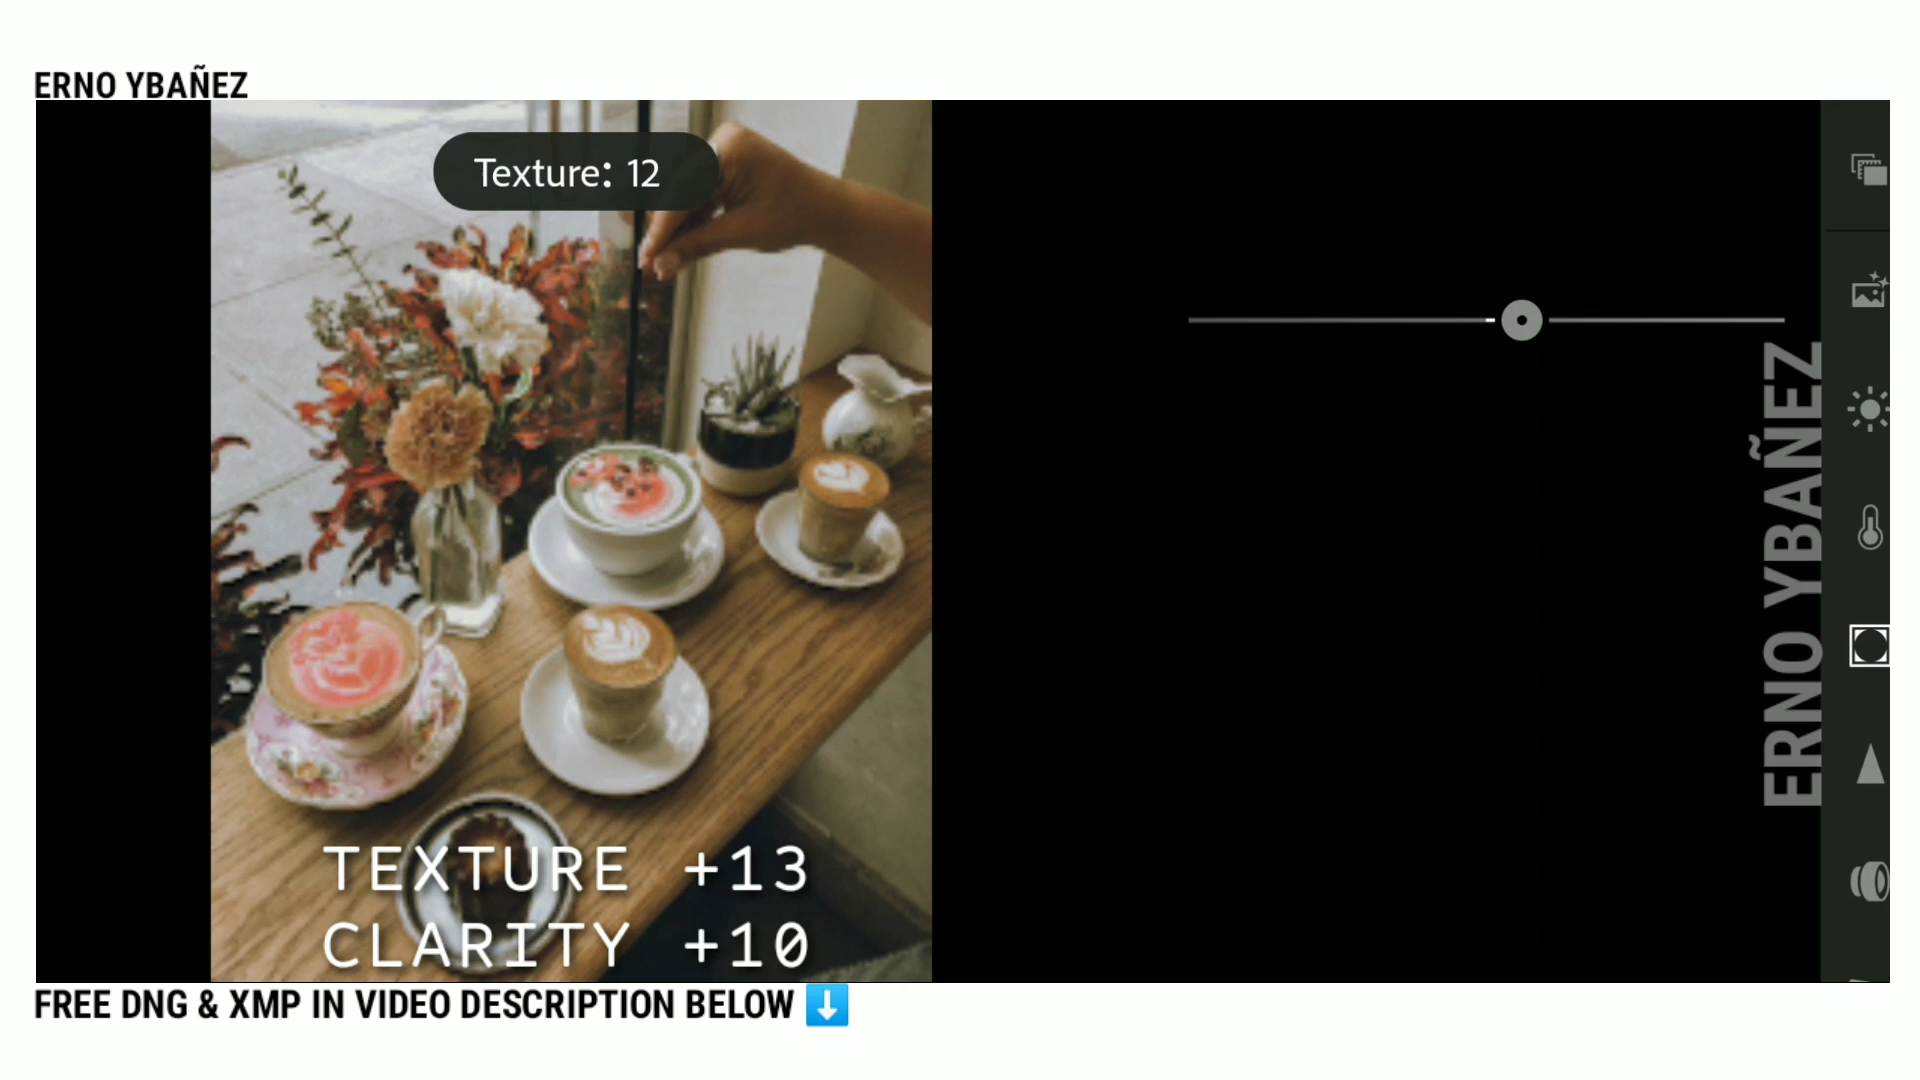 ERNO YBAÑEZ
Texture: 12
ERNO YBAÑEZ
TEXTURE +13
CLARITY +10
FREE DNG & XMP IN VIDEO DESCRIPTION BELOW ⬇️